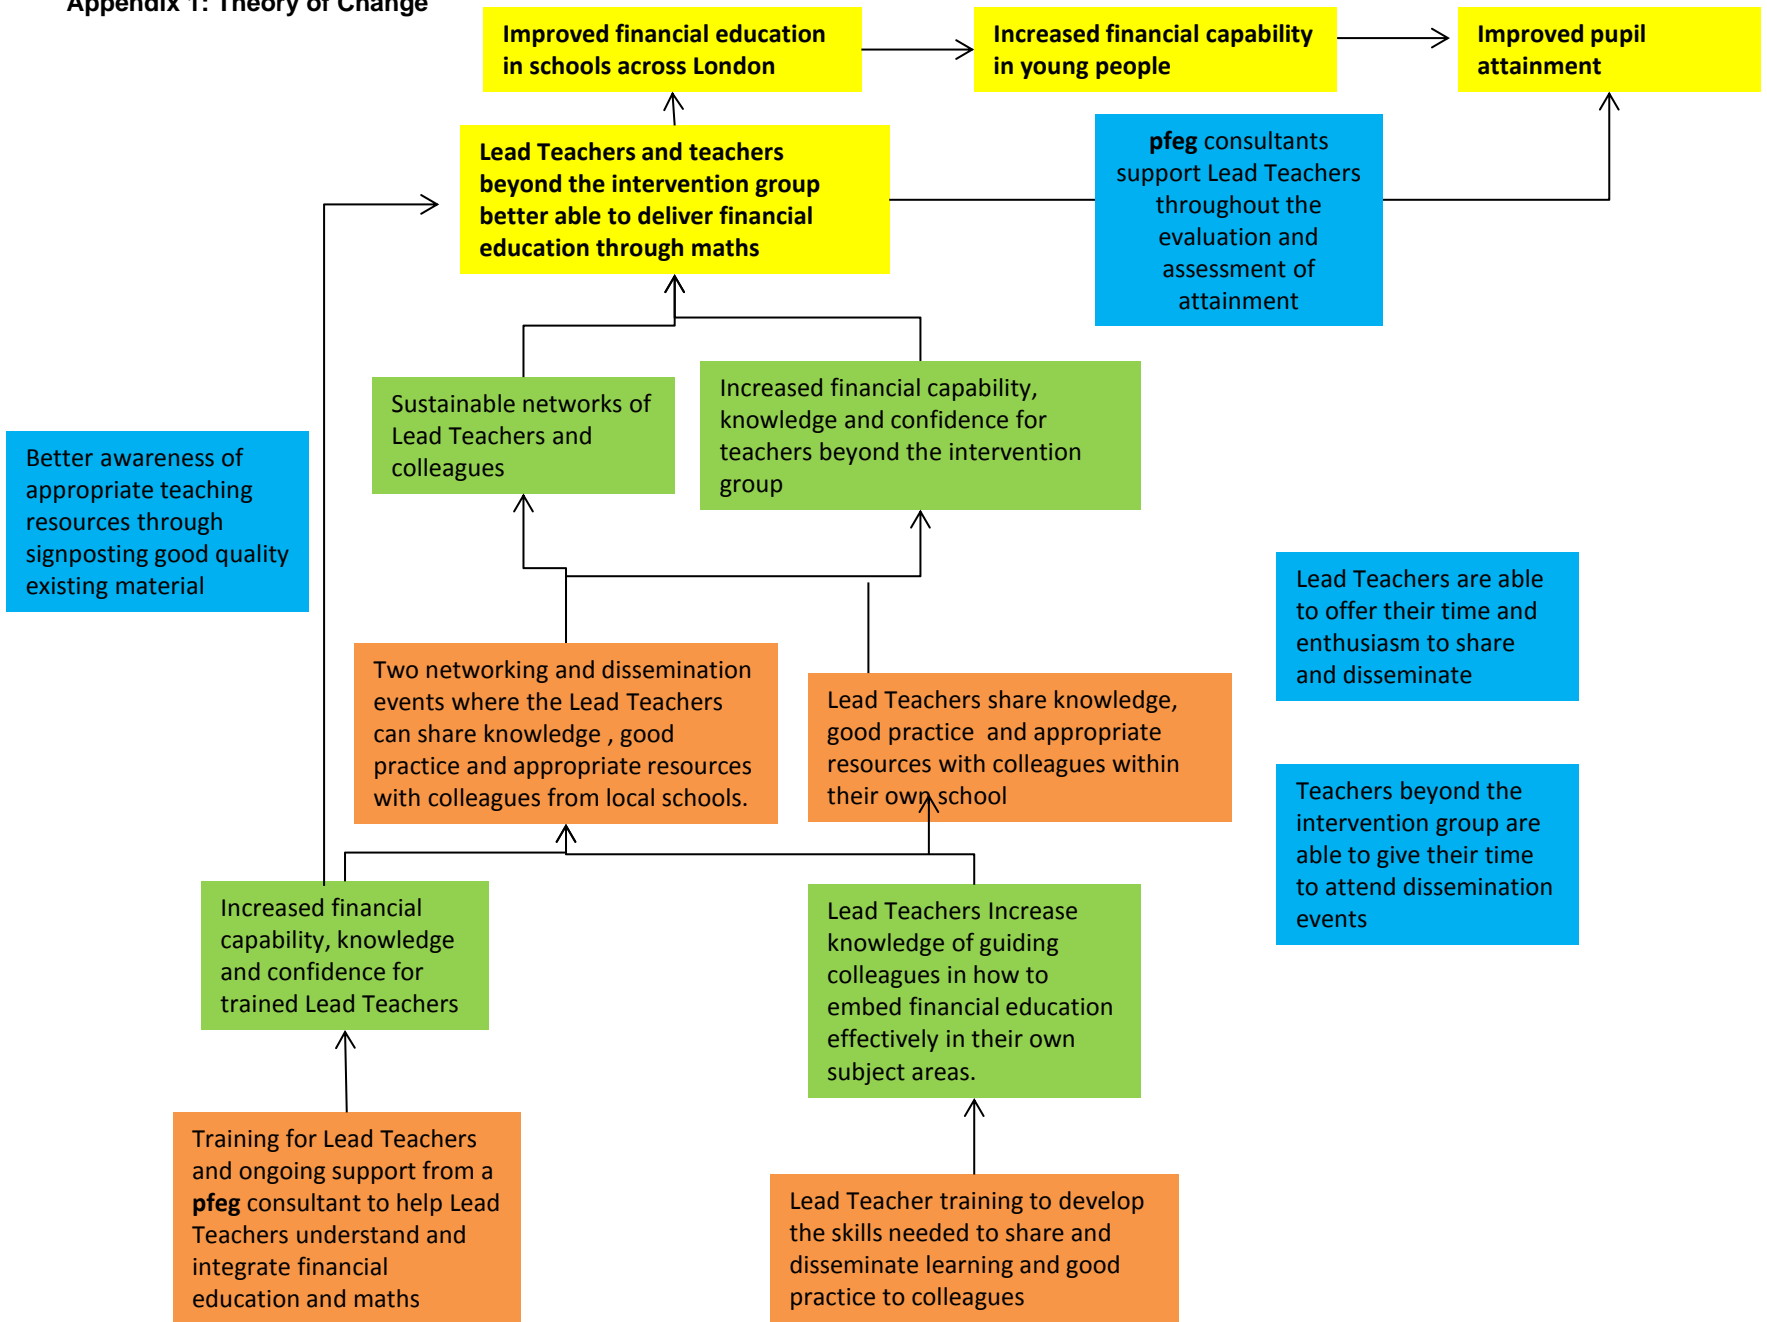 Appendix 1: Theory of Change
Improved financial education
in schools across London
Increased financial capability
in young people
Improved pupil
attainment
Lead Teachers and teachers
beyond the intervention group
better able to deliver financial
education through maths
pfeg consultants
support Lead Teachers
throughout the
evaluation and
assessment of
attainment
Sustainable networks of
Lead Teachers and
colleagues
Increased financial capability,
knowledge and confidence for
teachers beyond the intervention
group
Better awareness of
appropriate teaching
resources through
signposting good quality
existing material
Lead Teachers are able
to offer their time and
enthusiasm to share
and disseminate
Two networking and dissemination
events where the Lead Teachers
can share knowledge , good
practice and appropriate resources
with colleagues from local schools.
Lead Teachers share knowledge,
good practice  and appropriate
resources with colleagues within
their own school
Teachers beyond the
intervention group are
able to give their time
to attend dissemination
events
Increased financial
capability, knowledge
and confidence for
trained Lead Teachers
Lead Teachers Increase
knowledge of guiding
colleagues in how to
embed financial education
effectively in their own
subject areas.
Training for Lead Teachers
and ongoing support from a
pfeg consultant to help Lead
Teachers understand and
integrate financial
education and maths
Lead Teacher training to develop
the skills needed to share and
disseminate learning and good
practice to colleagues